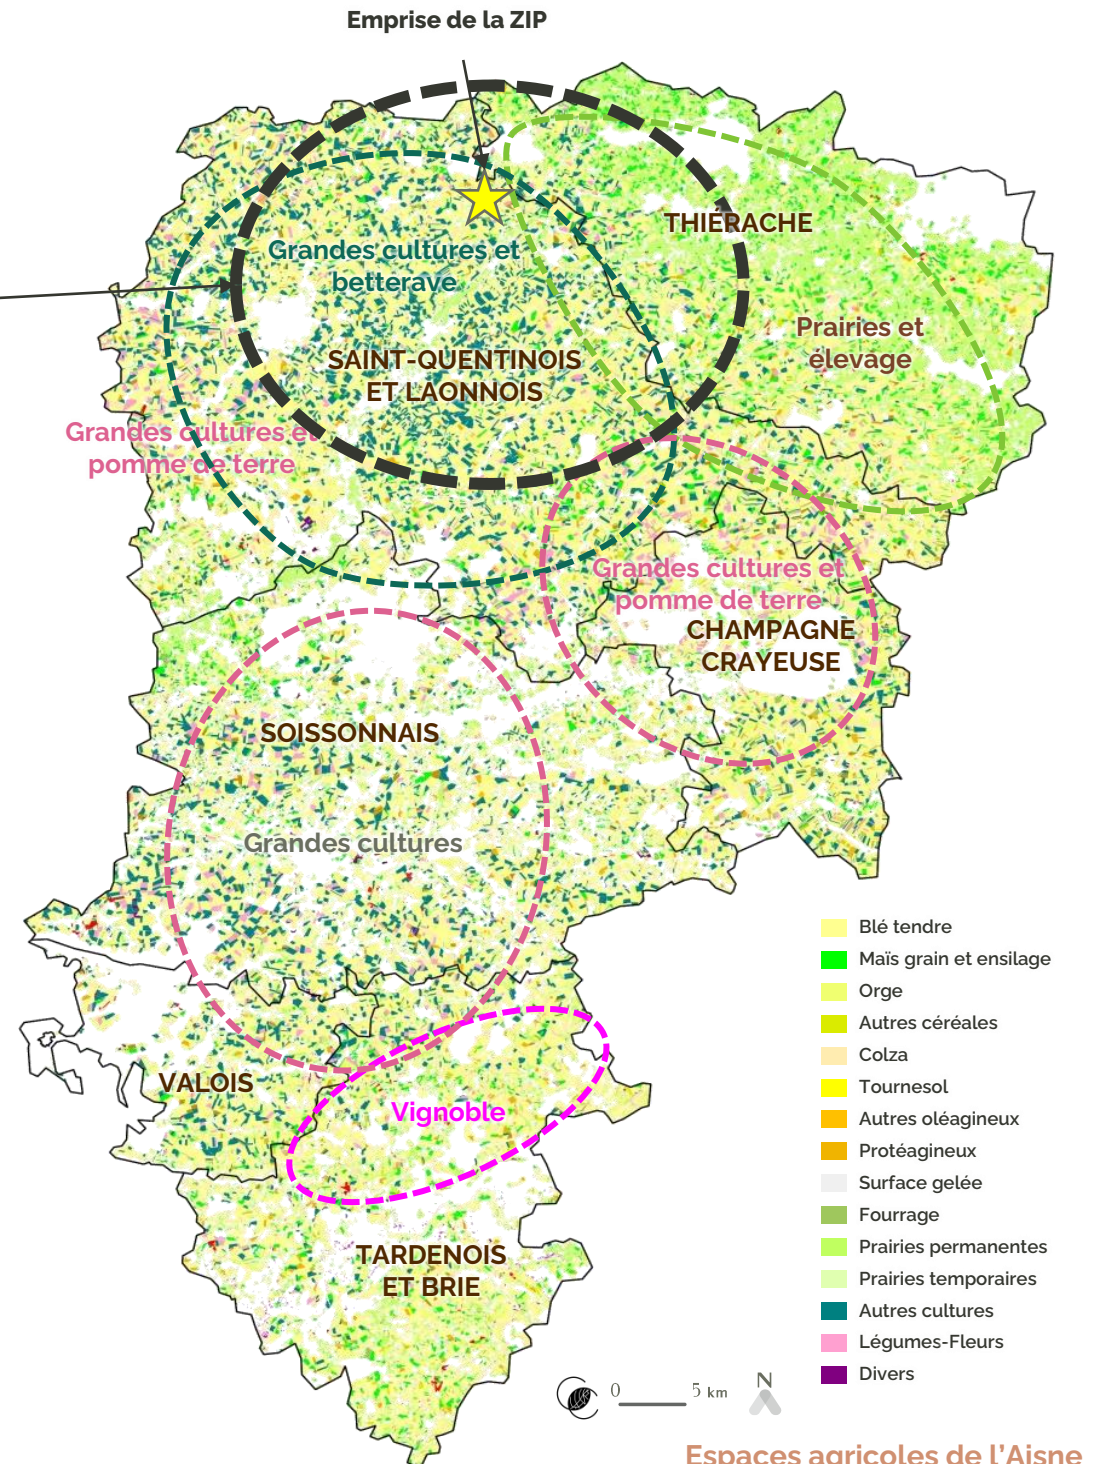 Emprise de la ZIP
THIERACHE
Grandes cultures et
betterave
Prairies et
élevage
SAINT-QUENTINOIS
ET LAONNOIS
Grandes cultures et
pomme de terre
Grandes cultures et
pomme de terre
CHAMPAGNE
CRAYEUSE
SOISSONNAIS
Grandes cultures
VALOIS
Vignoble
TARDENOIS
ET BRIE
Blé tendre
Maïs grain et ensilage
Orge
Autres céréales
Colza
Tournesol
Autres oléagineux
Protéagineux
Surface gelée
Fourrage
Prairies permanentes
Prairies temporaires
Autres cultures
Légumes-Fleurs
Divers
0 5 km
N
Espaces agricoles de l'Aisne